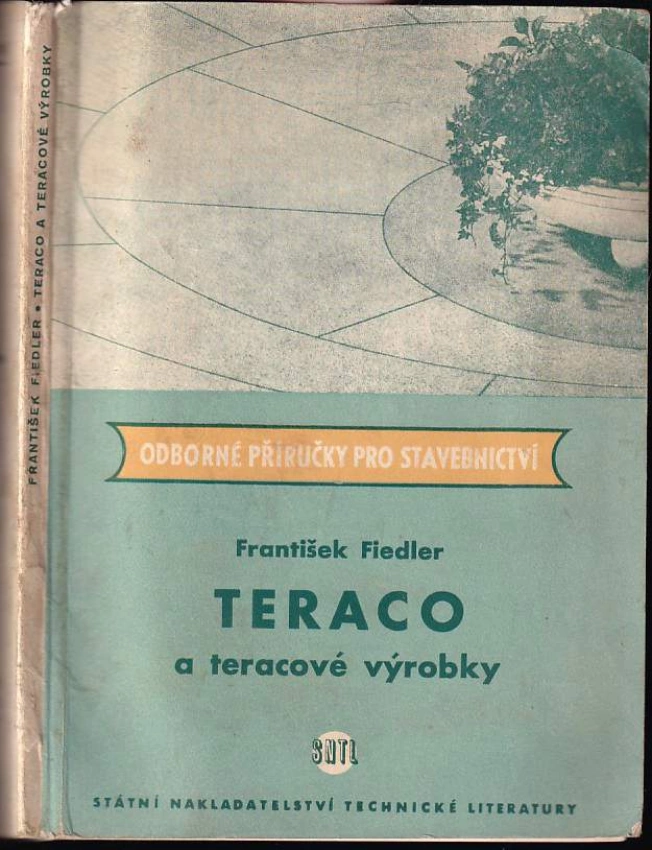 FRANTIŠEK FIEDLER • TERACO A TERACOVÉ VÝROBKY
ODBORNÉ PŘÍRUČKY PRO STAVEBNICTVÍ
František Fiedler
TERACO
a teracové výrobky
SNTL
STÁTNÍ NAKLADATELSTVÍ TECHNICKÉ LITERATURY